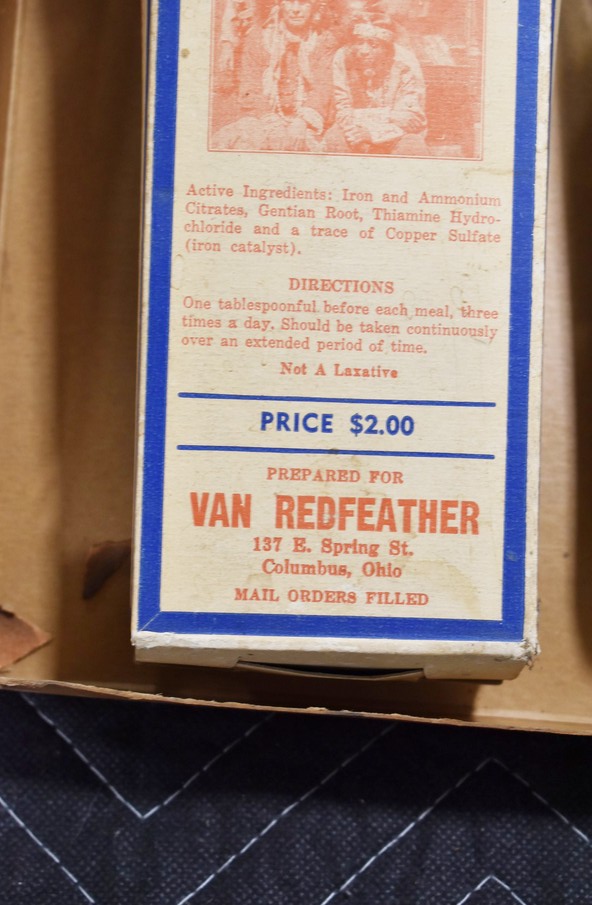 Active Ingredients: Iron and Ammonium
Citrates, Gentian Root, Thiamine Hydro-
chloride and a trace of Copper Sulfate
(iron catalyst).
DIRECTIONS
One tablespoonful before each meal, three
times a day. Should be taken continuously
over an extended period of time.
Not A Laxative
PRICE $2.00
PREPARED FOR
VAN REDFEATHER
137 E. Spring St.
Columbus, Ohio
MAIL ORDERS FILLED